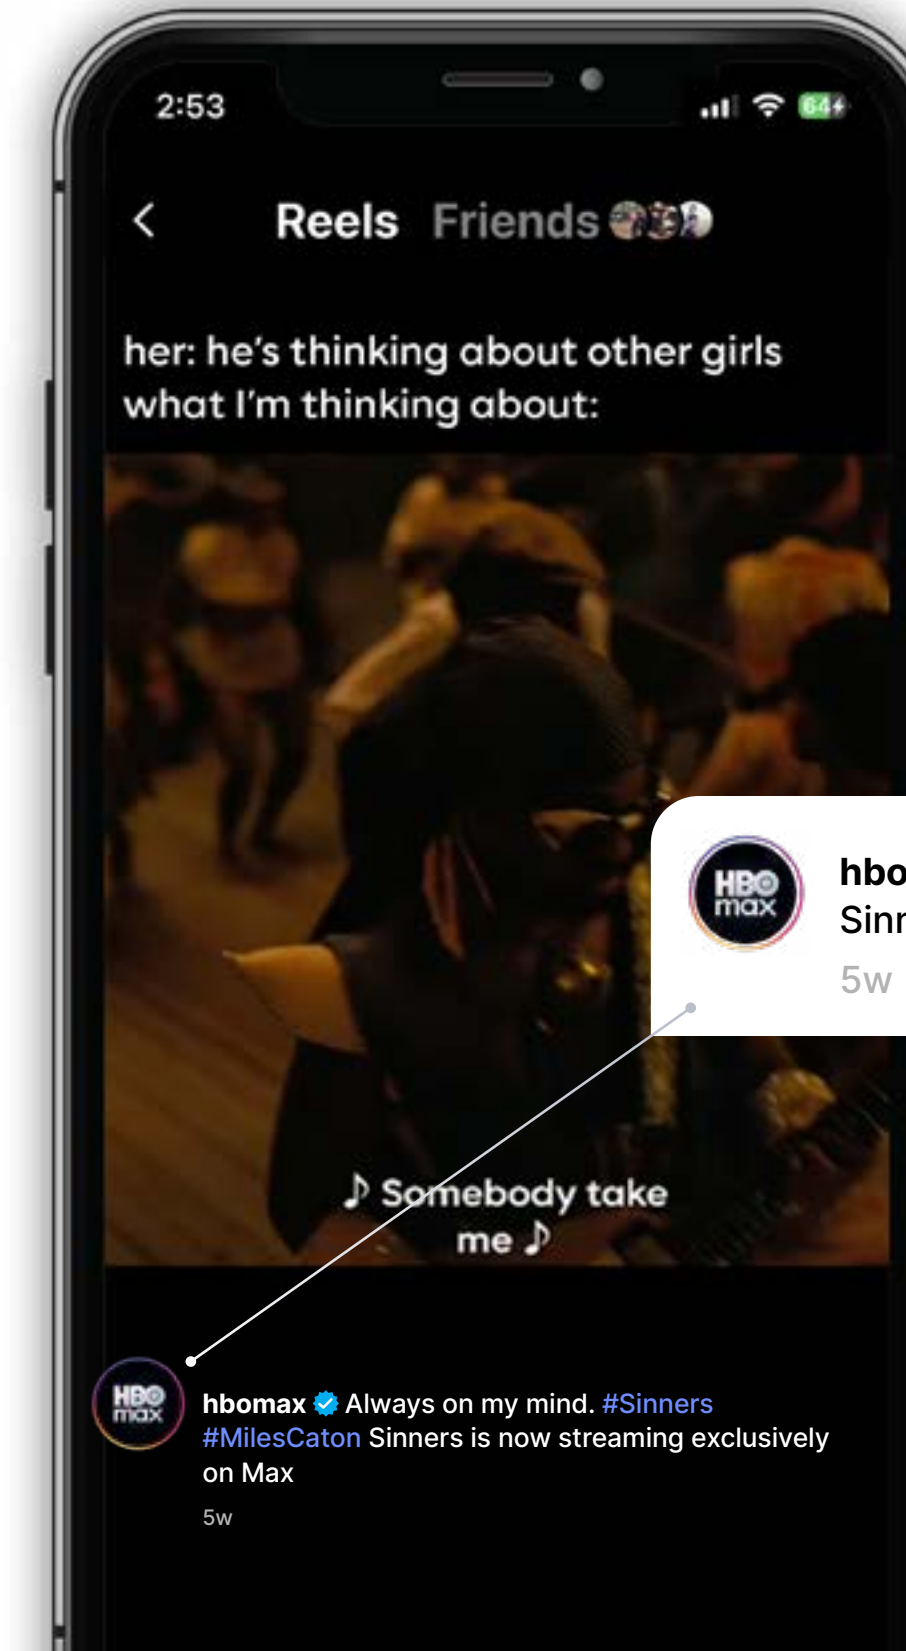 2:53
64
Reels Friends
her: he's thinking about other girls
what I'm thinking about:
HBO
max
hbo
Sinn
5w
♪ Somebody take
me ♪
HBO
max
hbomax Always on my mind. #Sinners
#MilesCaton Sinners is now streaming exclusively
on Max
5w